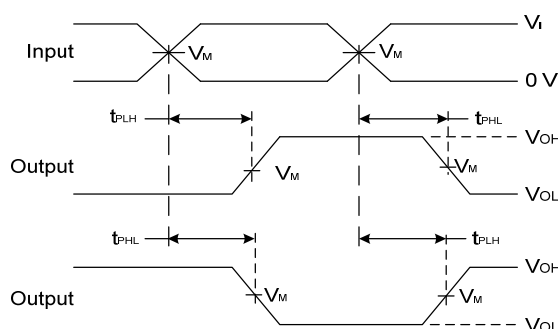 Input VM VM VI
0 V
tPLH tPHL
Output VM VM VOH
VOL
tPHL tPLH
Output VM VM VOH
VOL